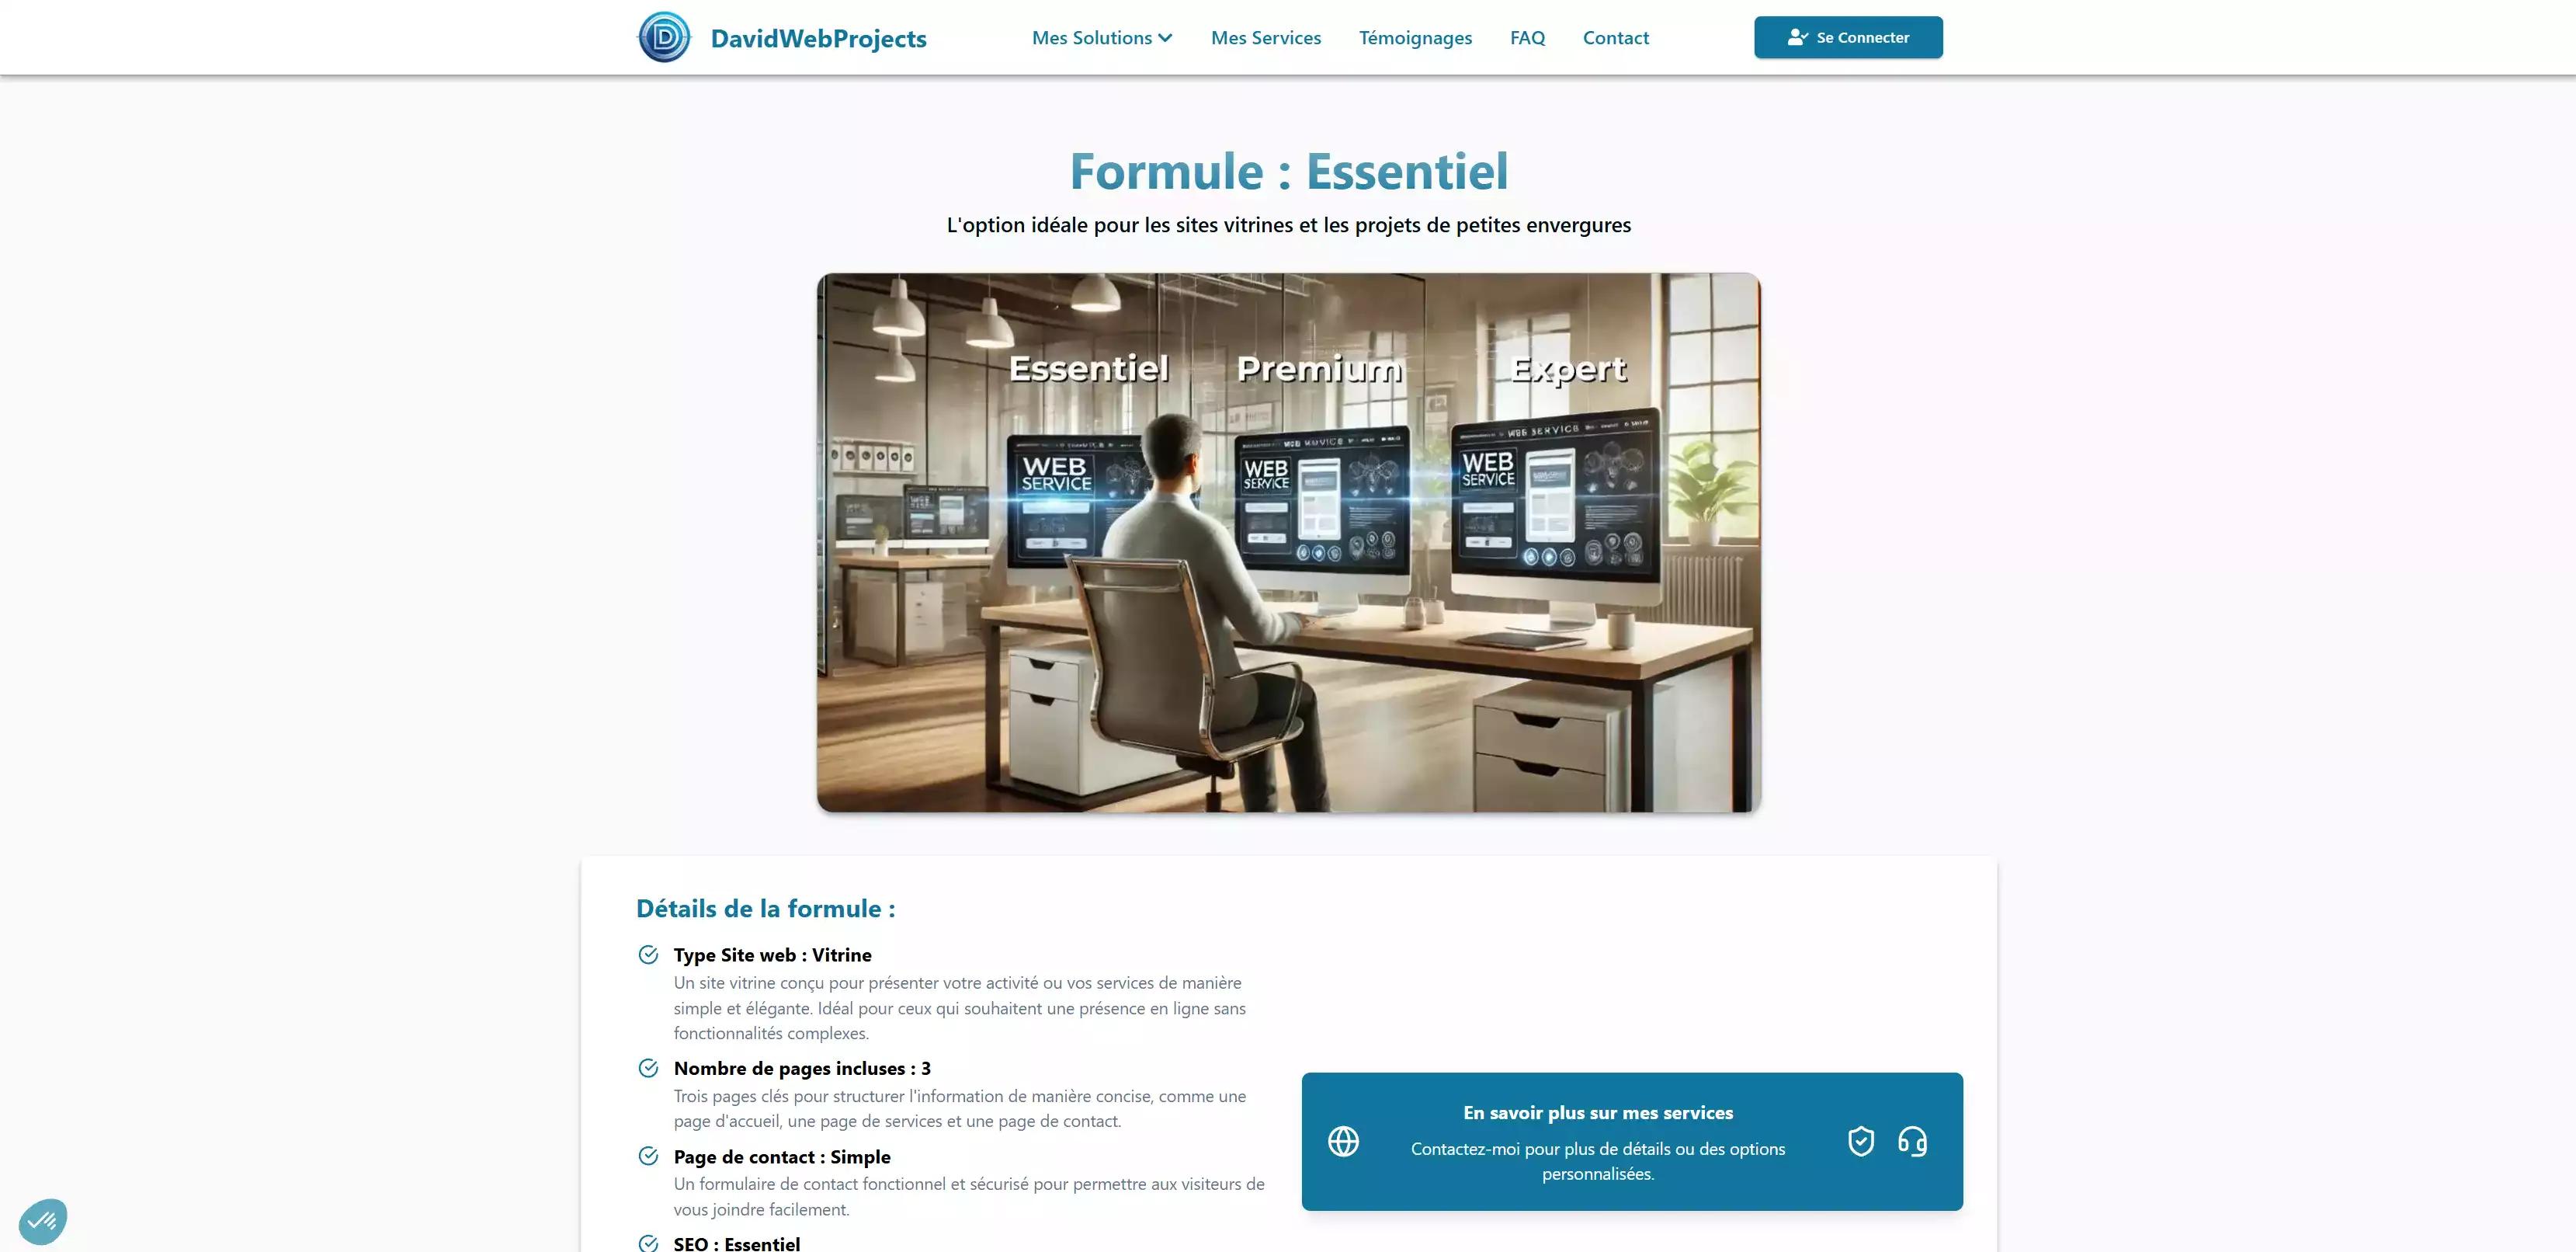 DavidWebProjects
Mes Solutions
Mes Services
Témoignages
FAQ
Contact
Se Connecter
Formule : Essentiel
L'option idéale pour les sites vitrines et les projets de petites envergures
Essentiel
Premium
Expert
WEB
SERVICE
WEB
SERVICE
WEB SERVICE
WEB
SERVICE
Détails de la formule :
Type Site web : Vitrine
Un site vitrine conçu pour présenter votre activité ou vos services de manière
simple et élégante. Idéal pour ceux qui souhaitent une présence en ligne sans
fonctionnalités complexes.
Nombre de pages incluses : 3
Trois pages clés pour structurer l'information de manière concise, comme une
page d'accueil, une page de services et une page de contact.
Page de contact : Simple
Un formulaire de contact fonctionnel et sécurisé pour permettre aux visiteurs de
vous joindre facilement.
SEO : Essentiel
En savoir plus sur mes services
Contactez-moi pour plus de détails ou des options
personnalisées.